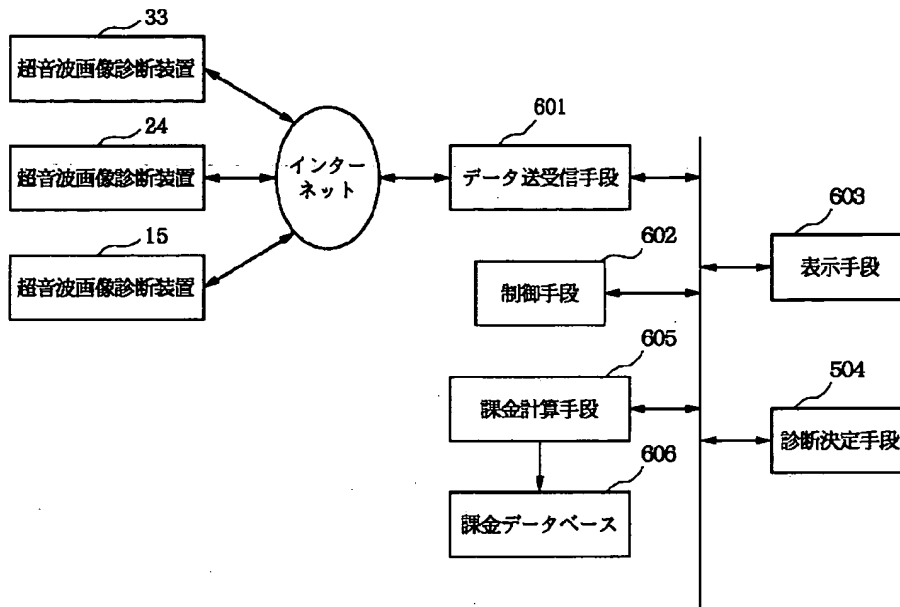 33
超音波画像診断装置
24
超音波画像診断装置
15
超音波画像診断装置
インター
ネット
601
データ送受信手段
602
制御手段
605
課金計算手段
606
課金データベース
603
表示手段
504
診断決定手段